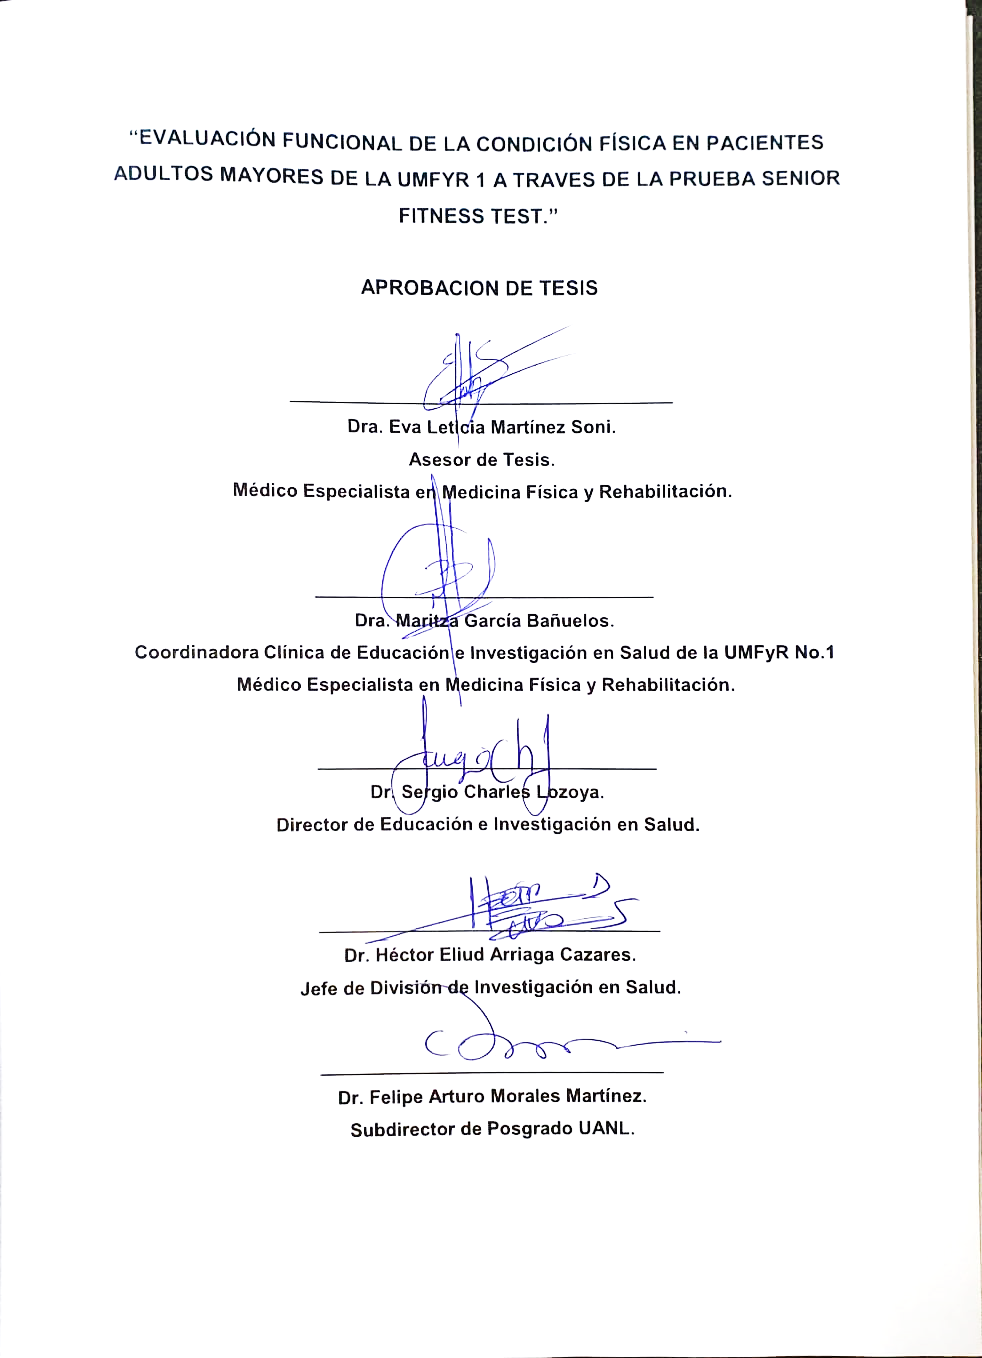 “EVALUACIÓN FUNCIONAL DE LA CONDICIÓN FÍSICA EN PACIENTES
ADULTOS MAYORES DE LA UMFYR 1 A TRAVES DE LA PRUEBA SENIOR
FITNESS TEST.”
APROBACION DE TESIS
Dra. Eva Leticia Martínez Soni.
Asesor de Tesis.
Médico Especialista en Medicina Física y Rehabilitación.
Dra. Maritza García Bañuelos.
Coordinadora Clínica de Educación e Investigación en Salud de la UMFyR No.1
Médico Especialista en Medicina Física y Rehabilitación.
Dr. Sergio Charles Lozoya.
Director de Educación e Investigación en Salud.
Dr. Héctor Eliud Arriaga Cazares.
Jefe de División de Investigación en Salud.
Dr. Felipe Arturo Morales Martínez.
Subdirector de Posgrado UANL.